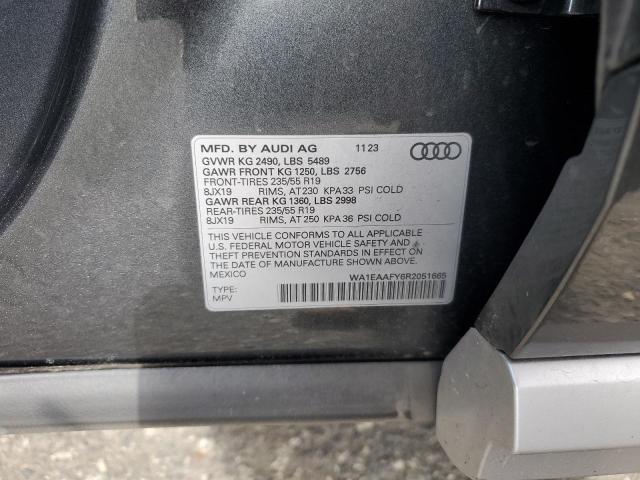 MFD. BY AUDI AG 11 23
GVWR KG 2490, LBS 5489
GAWR FRONT KG 1250, LBS 2756
FRONT-TIRES 235/55 R19
8JX19 RIMS, AT 230 KPA 33 PSI COLD
GAWR REAR KG 1360, LBS 2998
REAR-TIRES 235/55 R19
8JX19 RIMS, AT 250 KPA 36 PSI COLD
THIS VEHICLE CONFORMS TO ALL APPLICABLE
U.S. FEDERAL MOTOR VEHICLE SAFETY AND
THEFT PREVENTION STANDARDS IN EFFECT ON
THE DATE OF MANUFACTURE SHOWN ABOVE.
MEXICO
WA1EAAFY6R2051665
TYPE:
MPV